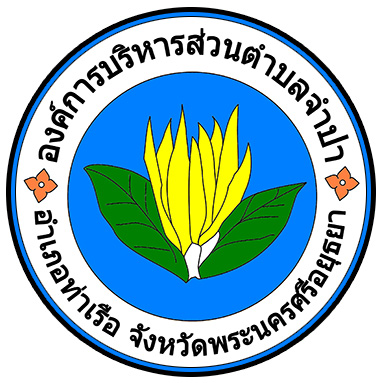 องค์การบริหารส่วนตำบลจำปา
อำเภอท่าเรือ จังหวัดพระนครศรีอยุธยา